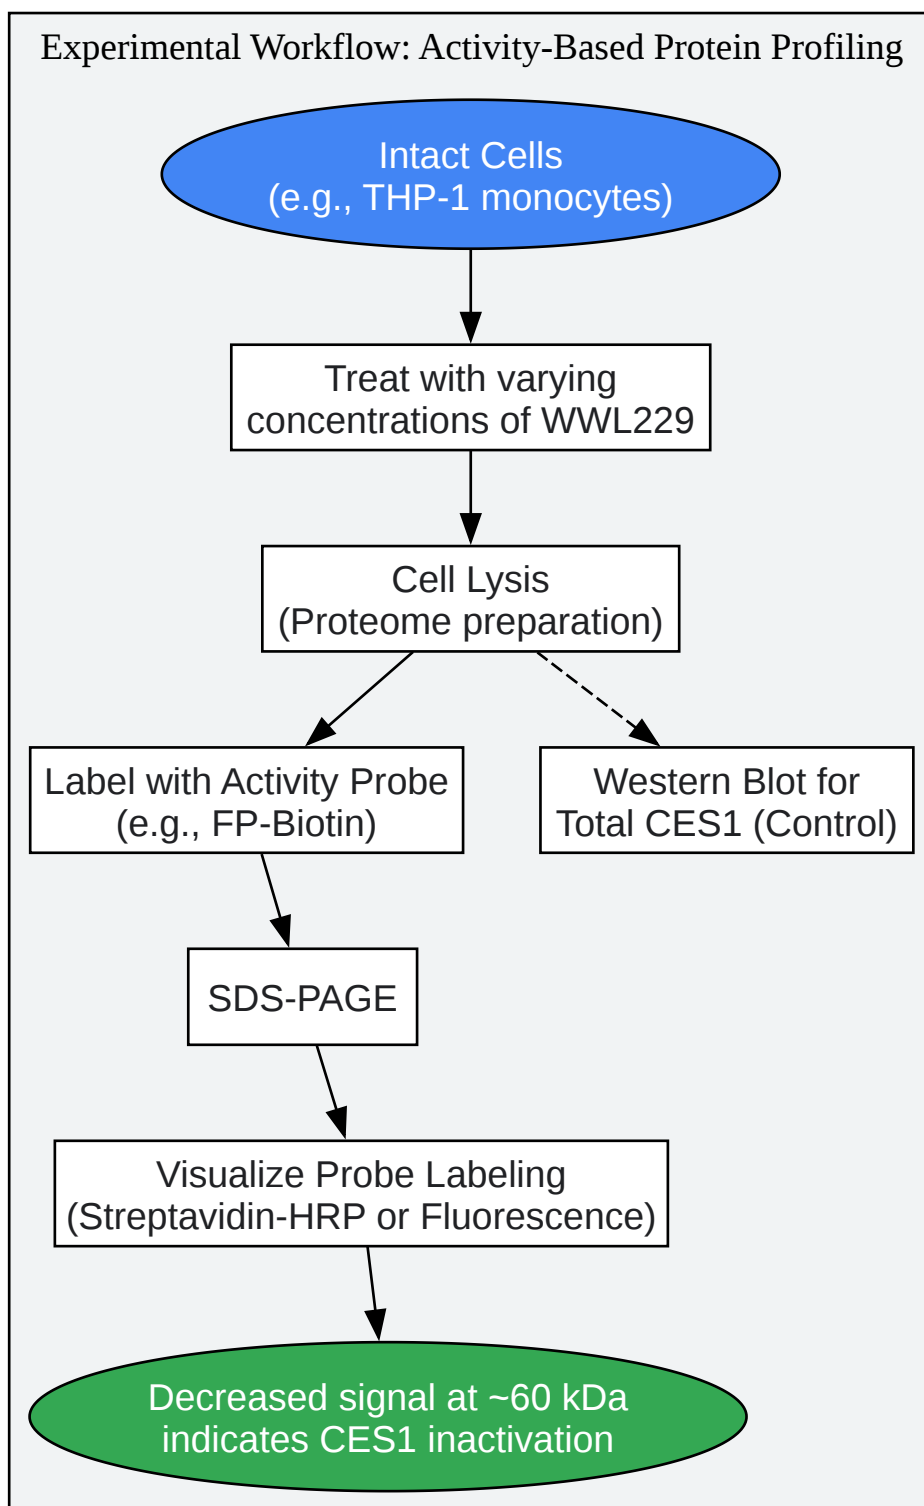 Experimental Workflow: Activity-Based Protein Profiling
Intact Cells
(e.g., THP-1 monocytes)
Treat with varying
concentrations of WWL229
Cell Lysis
(Proteome preparation)
Label with Activity Probe
(e.g., FP-Biotin)
Western Blot for
Total CES1 (Control)
SDS-PAGE
Visualize Probe Labeling
(Streptavidin-HRP or Fluorescence)
Decreased signal at ~60 kDa
indicates CES1 inactivation